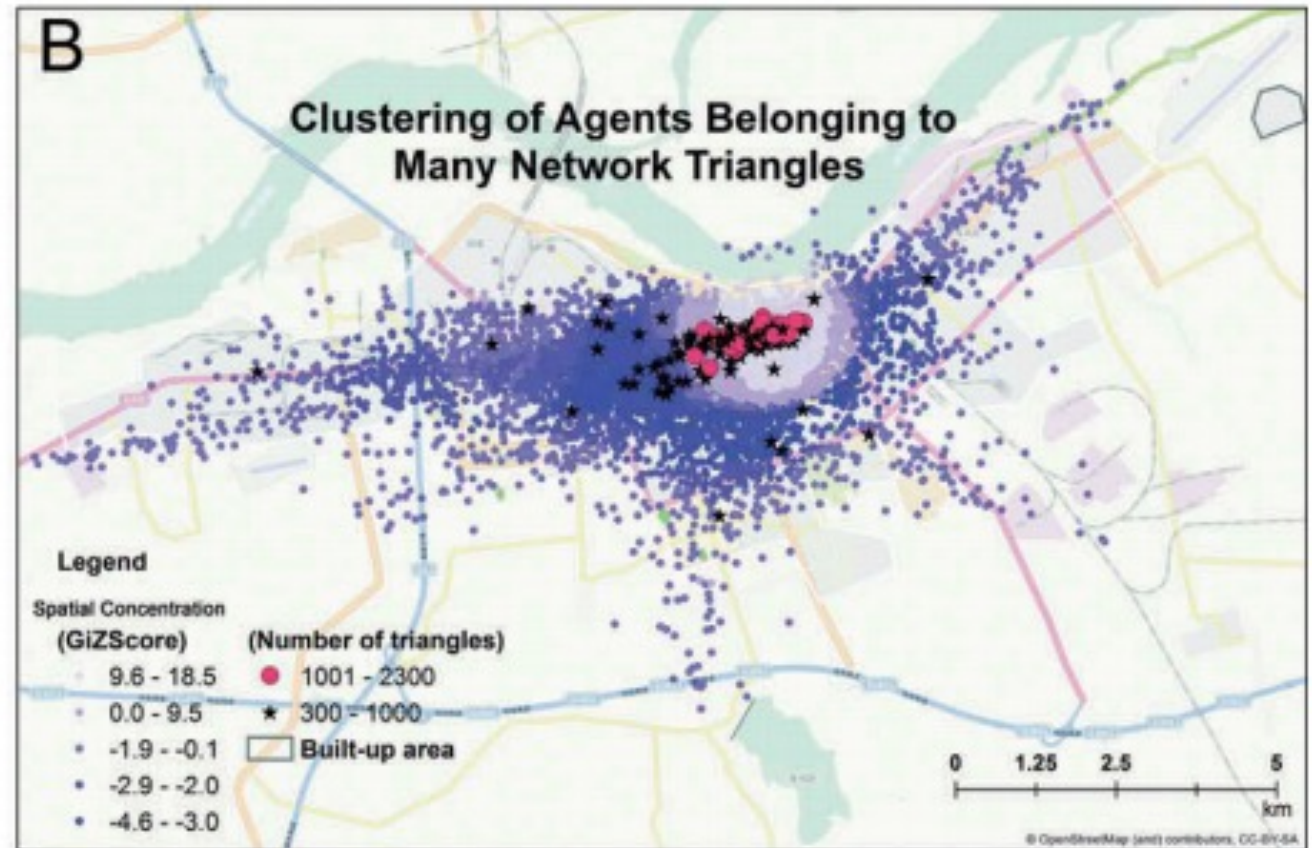 B
Clustering of Agents Belonging to
Many Network Triangles
Legend
Spatial Concentration
(GiZScore)
9.6 - 18.5
0.0 - 9.5
-1.9 - -0.1
-2.9 - -2.0
-4.6 - -3.0
(Number of triangles)
1001 - 2300
300 - 1000
Built-up area
0 1.25 2.5 5
km
© OpenStreetMap (and) contributors, CC-BY-SA